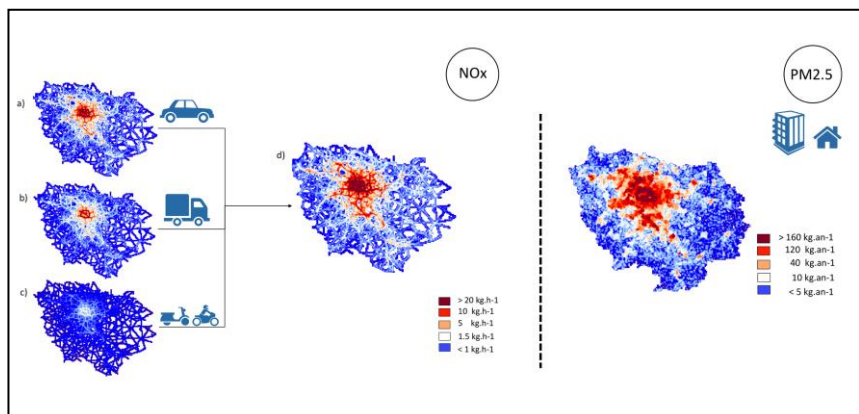 NOx
PM2.5
a)
b)
c)
d)
> 20 kg.h-1
10 kg.h-1
5 kg.h-1
1.5 kg.h-1
< 1 kg.h-1
> 160 kg.an-1
120 kg.an-1
40 kg.an-1
10 kg.an-1
< 5 kg.an-1